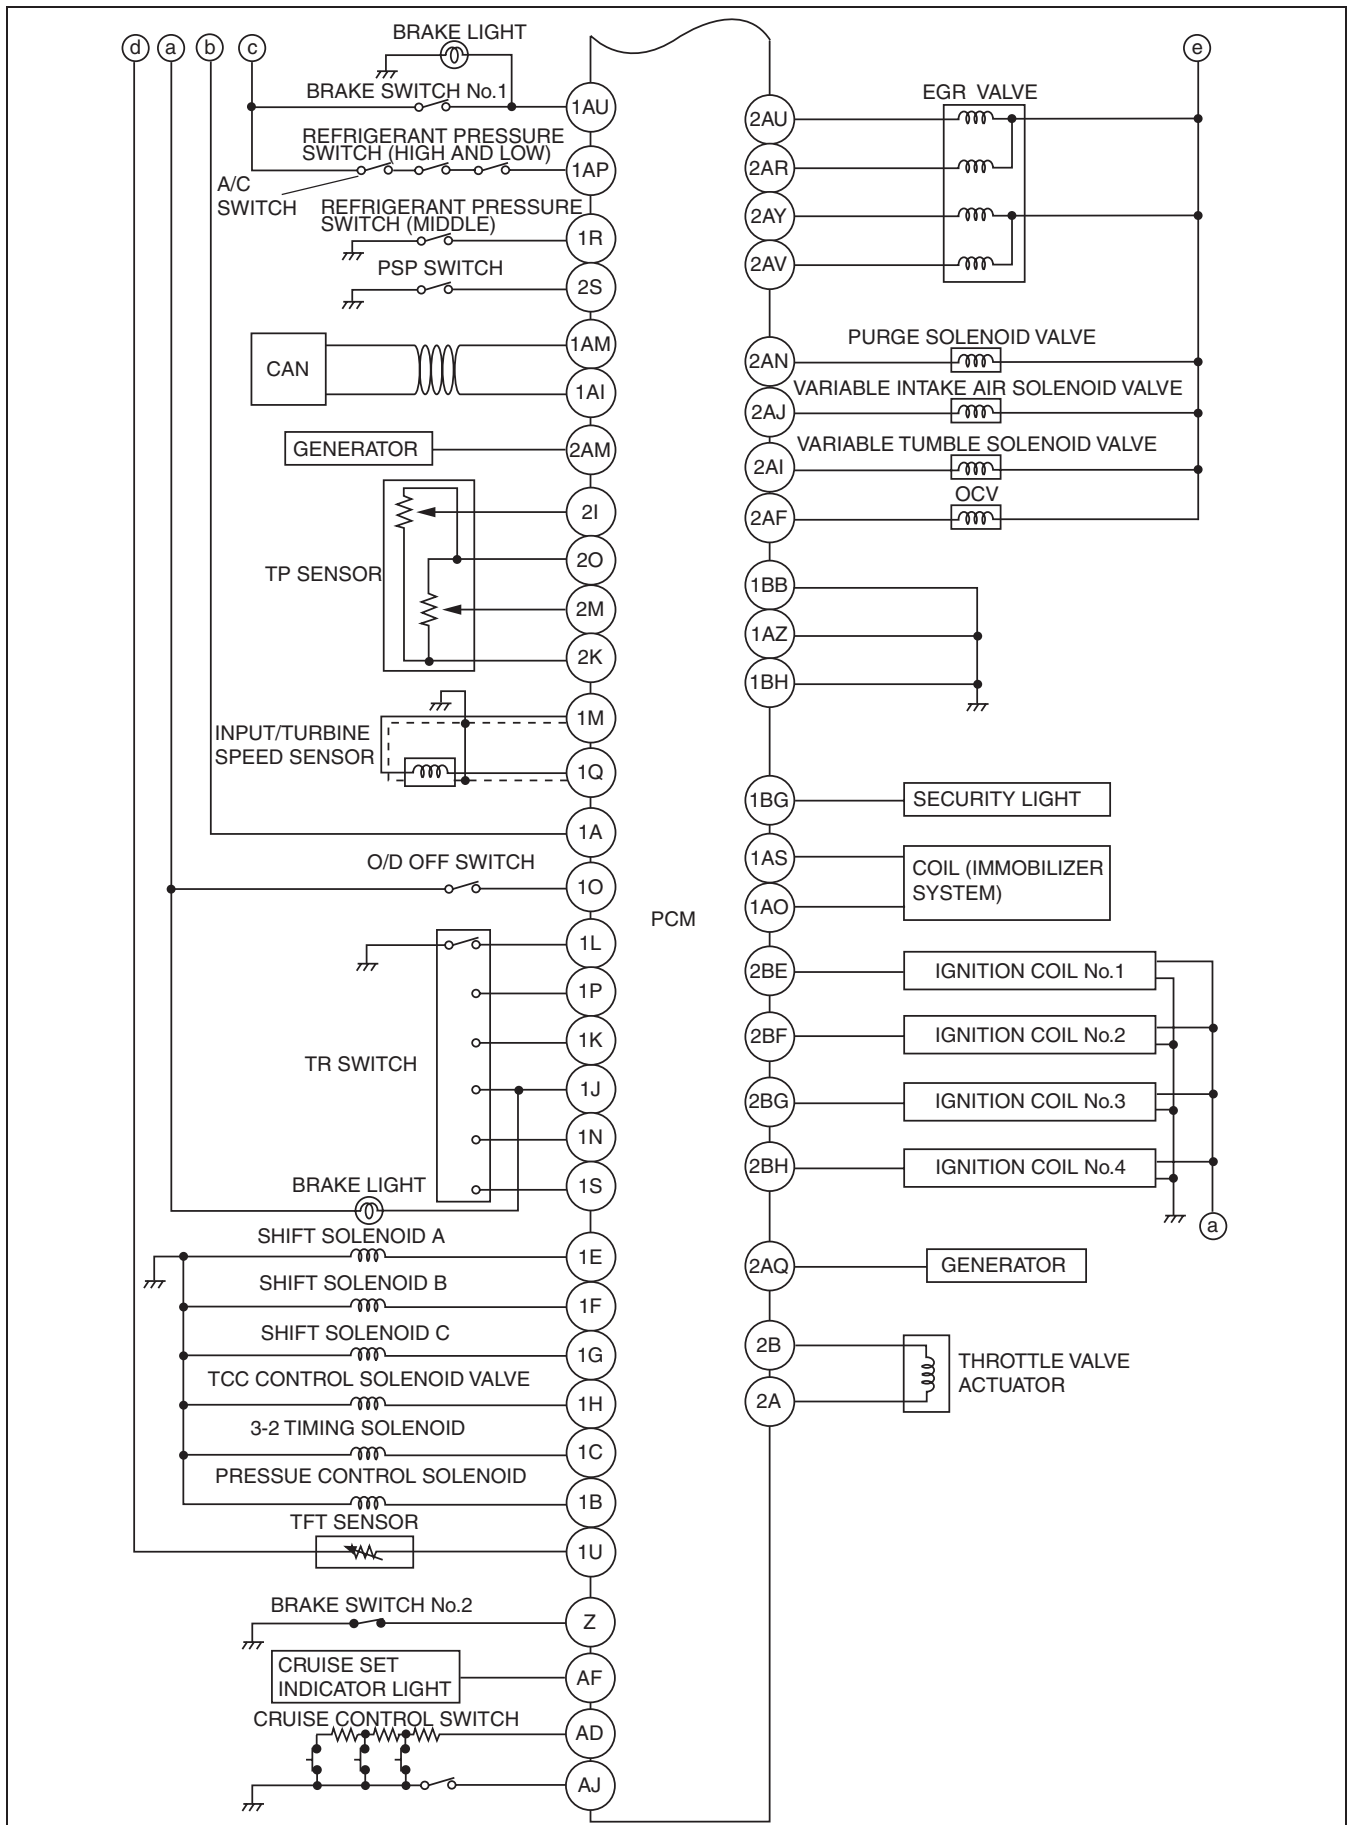 d
a
b
c
e
BRAKE LIGHT
BRAKE SWITCH No.1
1AU
REFRIGERANT PRESSURE
SWITCH (HIGH AND LOW)
1AP
A/C
SWITCH
REFRIGERANT PRESSURE
SWITCH (MIDDLE)
1R
PSP SWITCH
2S
CAN
1AM
1AI
GENERATOR
2AM
TP SENSOR
2I
2O
2M
2K
INPUT/TURBINE
SPEED SENSOR
1M
1Q
1A
O/D OFF SWITCH
1O
TR SWITCH
1L
1P
1K
1J
1N
1S
BRAKE LIGHT
SHIFT SOLENOID A
1E
SHIFT SOLENOID B
1F
SHIFT SOLENOID C
1G
TCC CONTROL SOLENOID VALVE
1H
3-2 TIMING SOLENOID
1C
PRESSUE CONTROL SOLENOID
1B
TFT SENSOR
1U
BRAKE SWITCH No.2
Z
CRUISE SET
INDICATOR LIGHT
AF
CRUISE CONTROL SWITCH
AD
AJ
PCM
EGR VALVE
2AU
2AR
2AY
2AV
PURGE SOLENOID VALVE
2AN
VARIABLE INTAKE AIR SOLENOID VALVE
2AJ
VARIABLE TUMBLE SOLENOID VALVE
2AI
OCV
2AF
1BB
1AZ
1BH
1BG
SECURITY LIGHT
1AS
1AO
COIL (IMMOBILIZER
SYSTEM)
2BE
IGNITION COIL No.1
2BF
IGNITION COIL No.2
2BG
IGNITION COIL No.3
2BH
IGNITION COIL No.4
a
2AQ
GENERATOR
2B
2A
THROTTLE VALVE
ACTUATOR